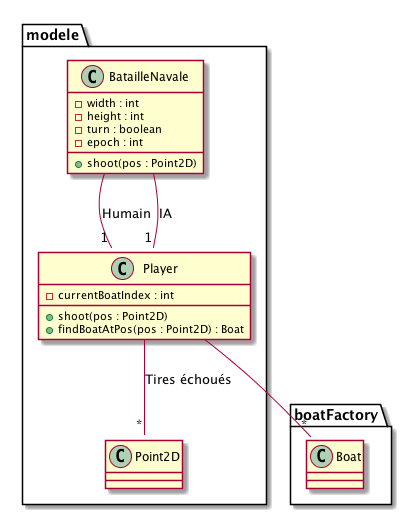 modele
C BatailleNavale
width : int
height : int
turn : boolean
epoch : int
shoot(pos : Point2D)
Humain
IA
1
1
C Player
currentBoatIndex : int
shoot(pos : Point2D)
findBoatAtPos(pos : Point2D) : Boat
Tires échoués
boatFactory
*
*
C Point2D
C Boat